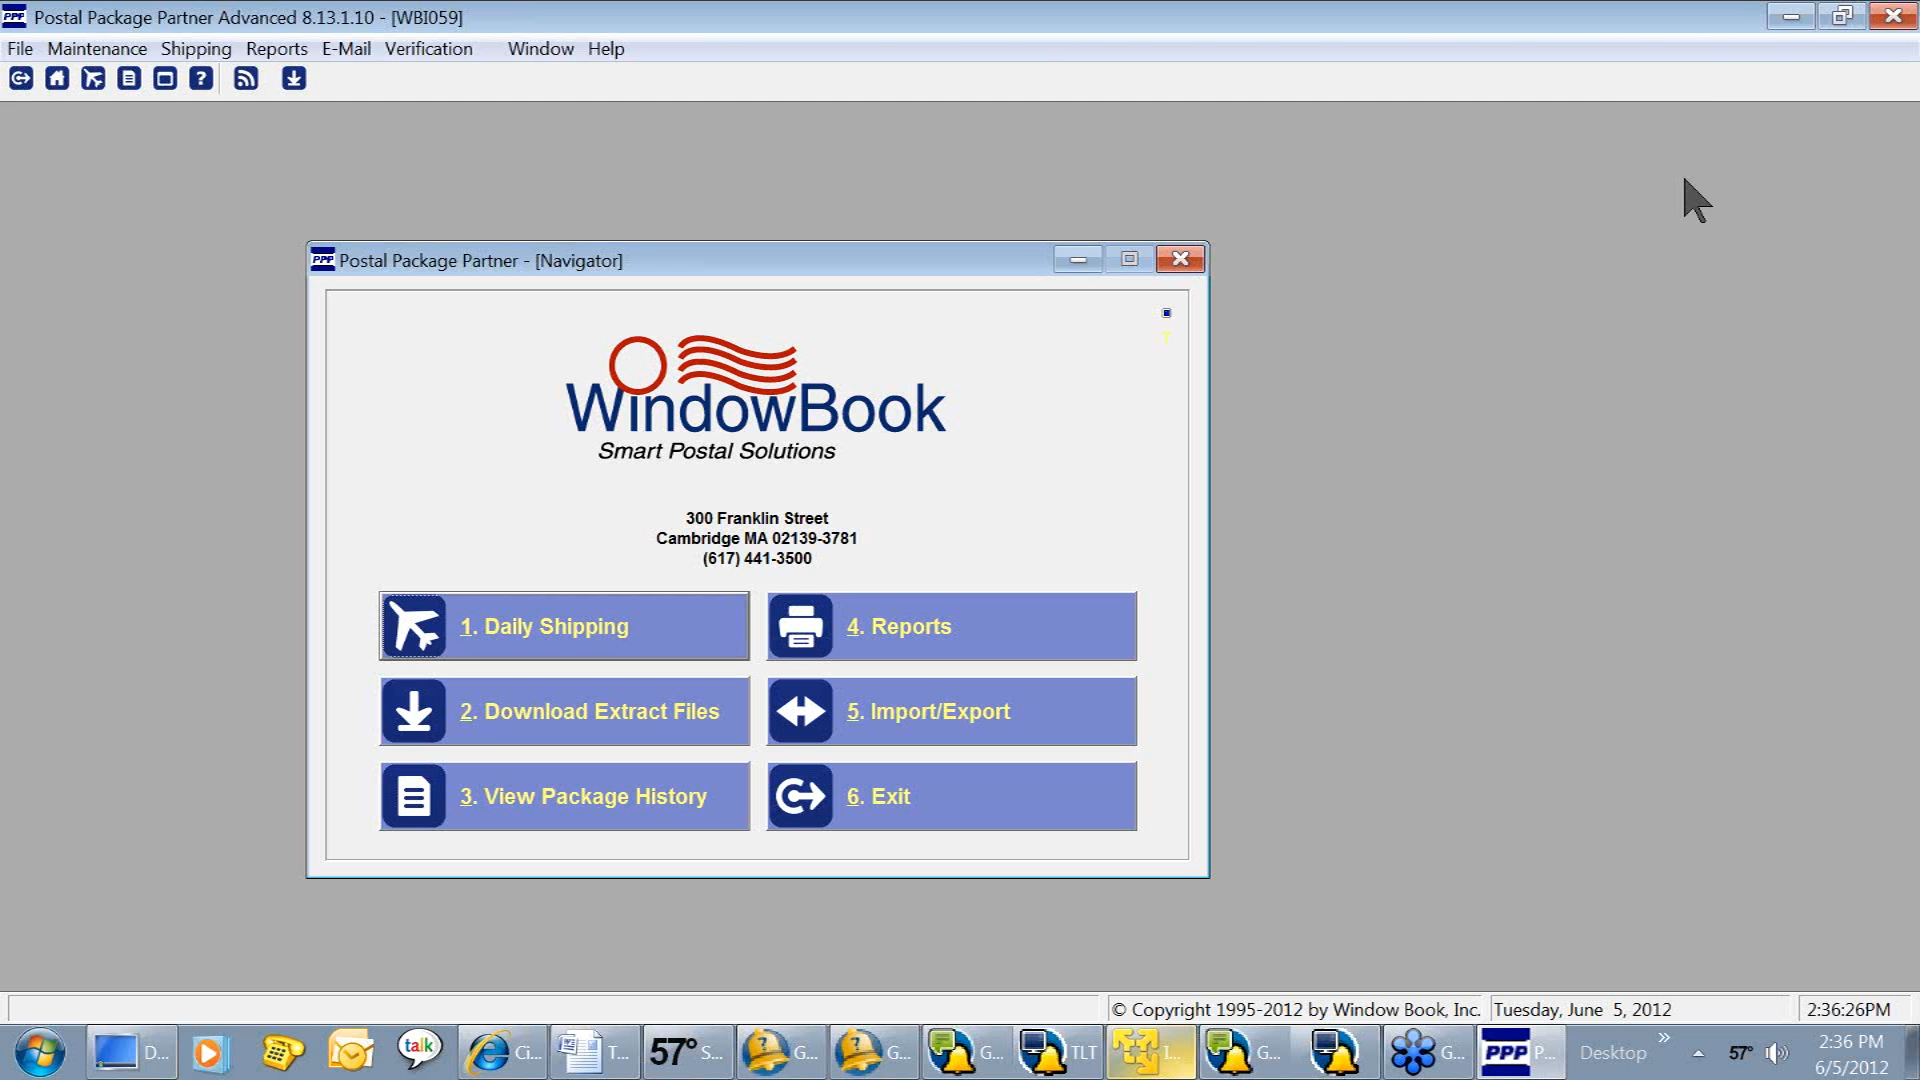 PPP Postal Package Partner Advanced 8.13.1.10 - [WBI059]
File Maintenance Shipping Reports E-Mail Verification Window Help
PPP Postal Package Partner - [Navigator]
WindowBook
Smart Postal Solutions
300 Franklin Street
Cambridge MA 02139-3781
(617) 441-3500
1. Daily Shipping
4. Reports
2. Download Extract Files
5. Import/Export
3. View Package History
6. Exit
© Copyright 1995-2012 by Window Book, Inc. Tuesday, June 5, 2012 2:36:26PM
D... talk Ci... T... 57° S... G... G... G... TLT I... G... G... PPP P... Desktop » 57° 2:36 PM
6/5/2012